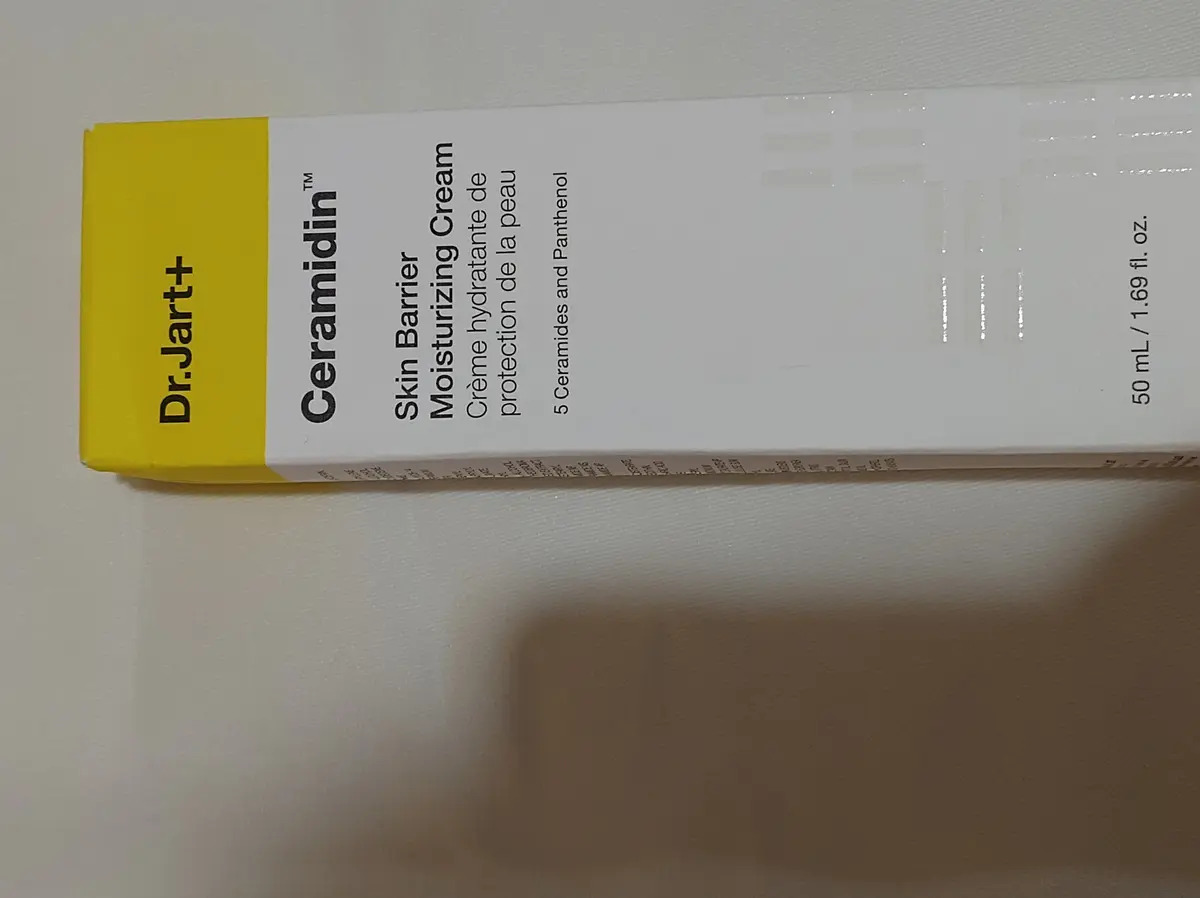 Dr.Jart+
Ceramidin™
Skin Barrier
Moisturizing Cream
Crème hydratante de
protection de la peau
5 Ceramides and Panthenol
50 mL / 1.69 fl. oz.